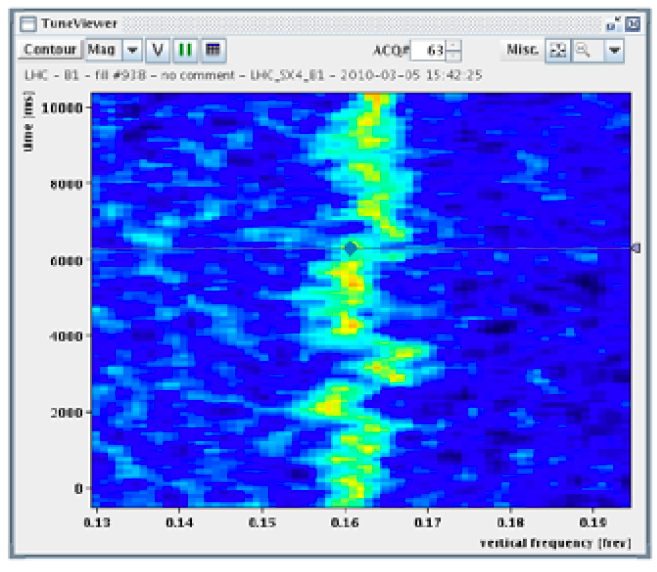 TuneViewer
Contour Mag V ACQ# 63 Misc.
LHC - B1 - fill #938 - no comment - LHC_SX4_B1 - 2010-03-05 15:42:25
time [ms]
10000
8000
6000
4000
2000
0
0.13 0.14 0.15 0.16 0.17 0.18 0.19
vertical frequency [frev]